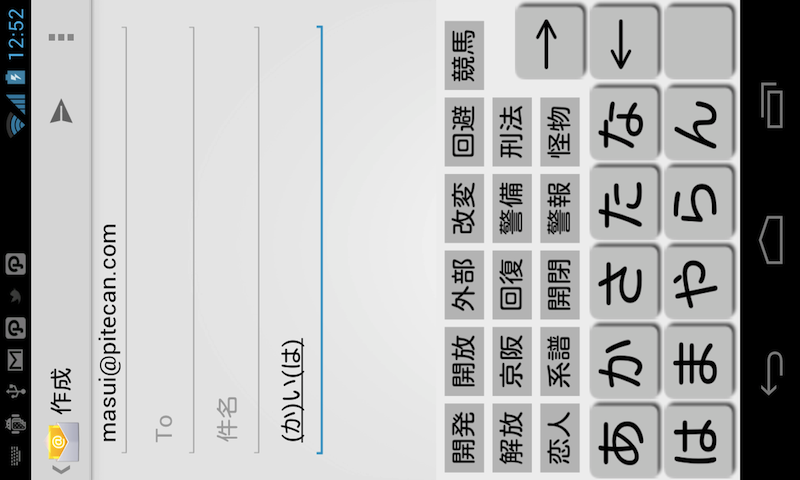 12:52
作成
masui@pitecan.com
To
件名
(か)い(は)
開発 開放 外部 改変 回避 競馬
解放 京阪 回復 警備 刑法
恋人 系譜 開閉 警報 怪物
→
あ か さ た な ←
は ま や ら ん